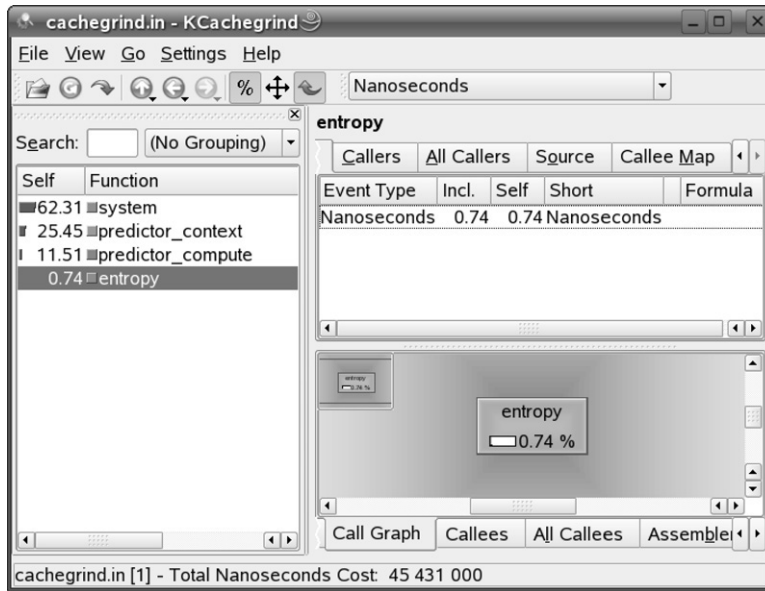 cachegrind.in - KCachegrind
File View Go Settings Help
% Nanoseconds
Search: (No Grouping)
Self Function
62.31 system
25.45 predictor_context
11.51 predictor_compute
0.74 entropy
entropy
Callers All Callers Source Callee Map
Event Type Incl. Self Short Formula
Nanoseconds 0.74 0.74 Nanoseconds
entropy
0.74 %
entropy
0.74 %
Call Graph Callees All Callees Assembler
cachegrind.in [1] - Total Nanoseconds Cost: 45 431 000